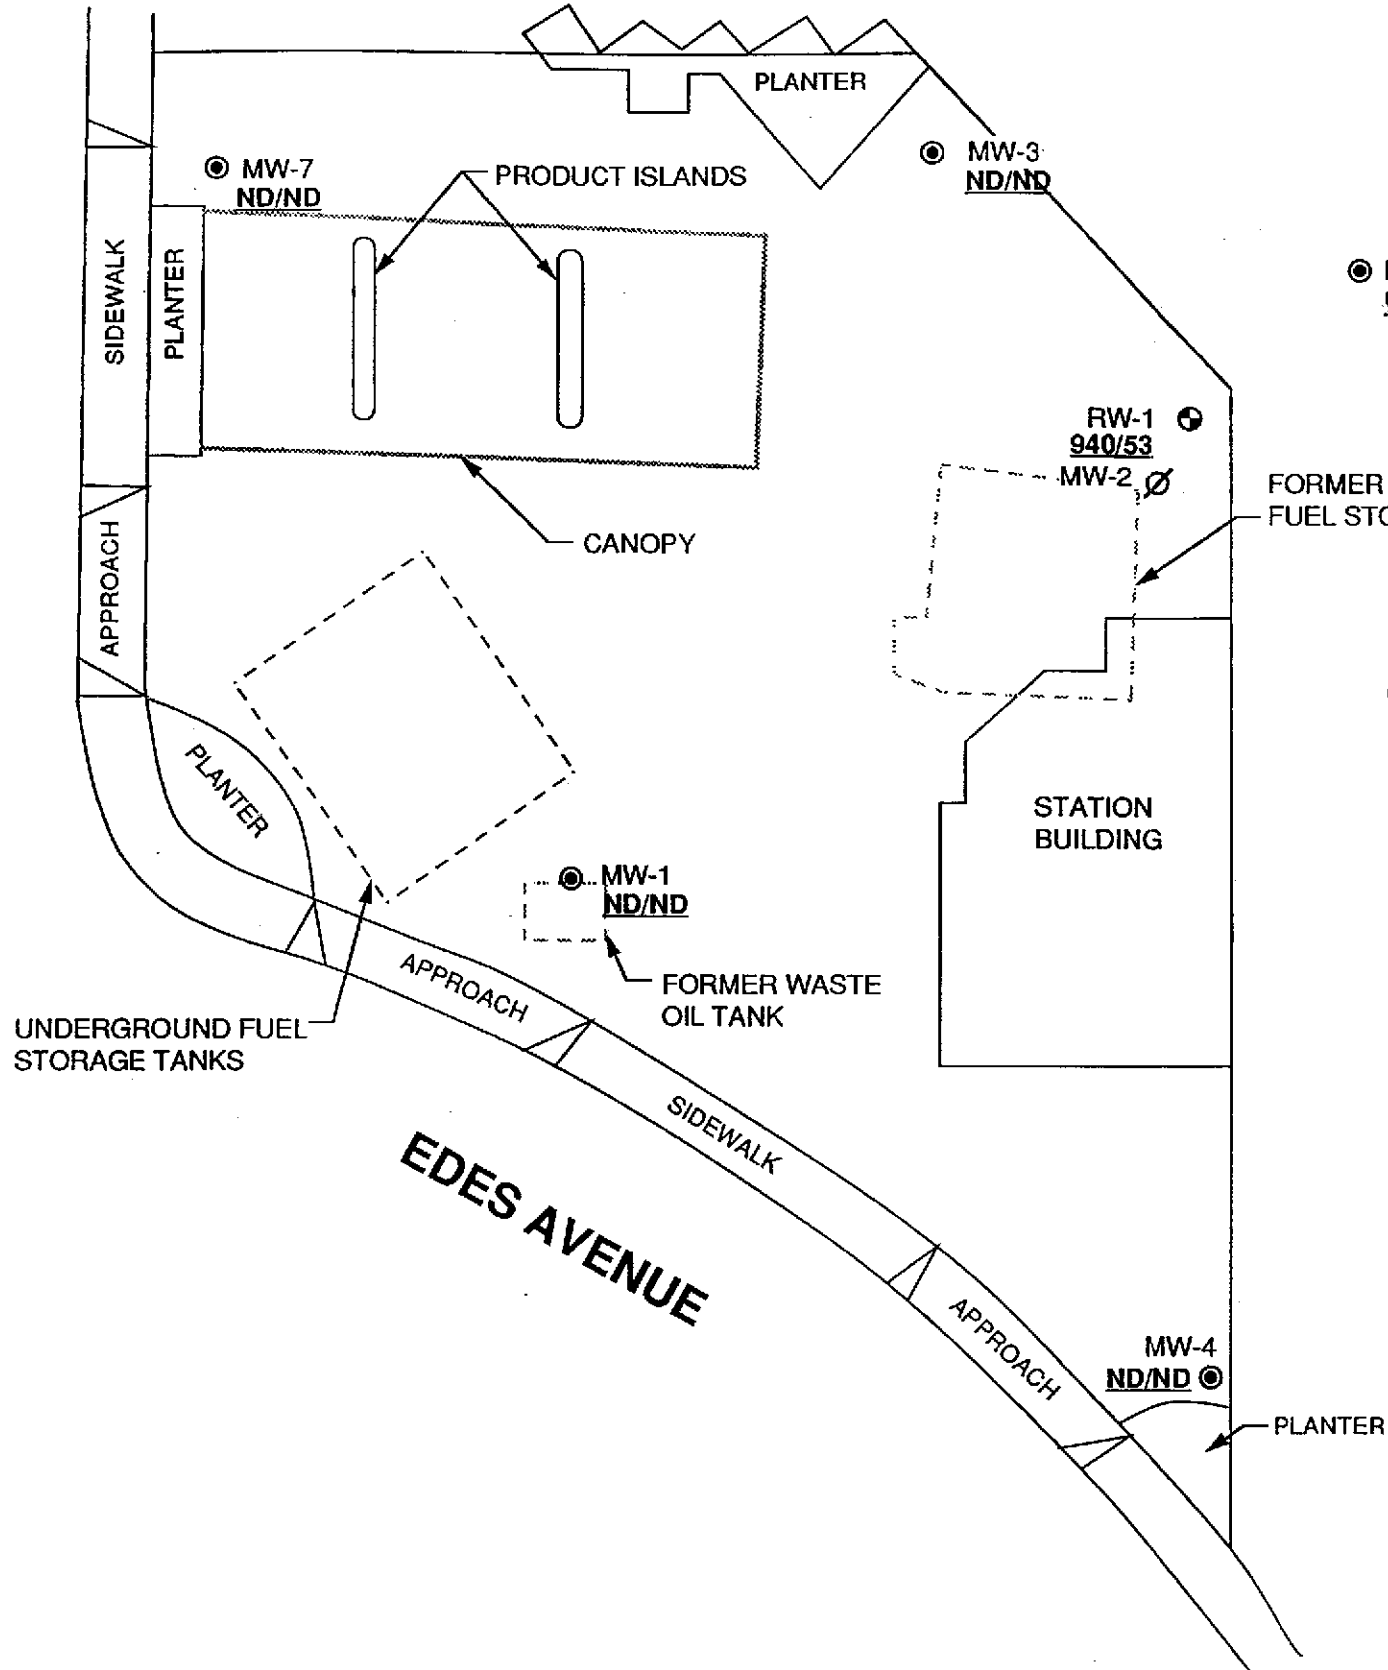 PLANTER
MW-7
ND/ND
PRODUCT ISLANDS
MW-3
ND/ND
SIDEWALK
PLANTER
RW-1
940/53
MW-2
FORMER
CANOPY
APPROACH
PLANTER
STATION
BUILDING
MW-1
ND/ND
APPROACH
FORMER WASTE
OIL TANK
UNDERGROUND FUEL
STORAGE TANKS
SIDEWALK
EDES AVENUE
APPROACH
MW-4
ND/ND
PLANTER
FUEL